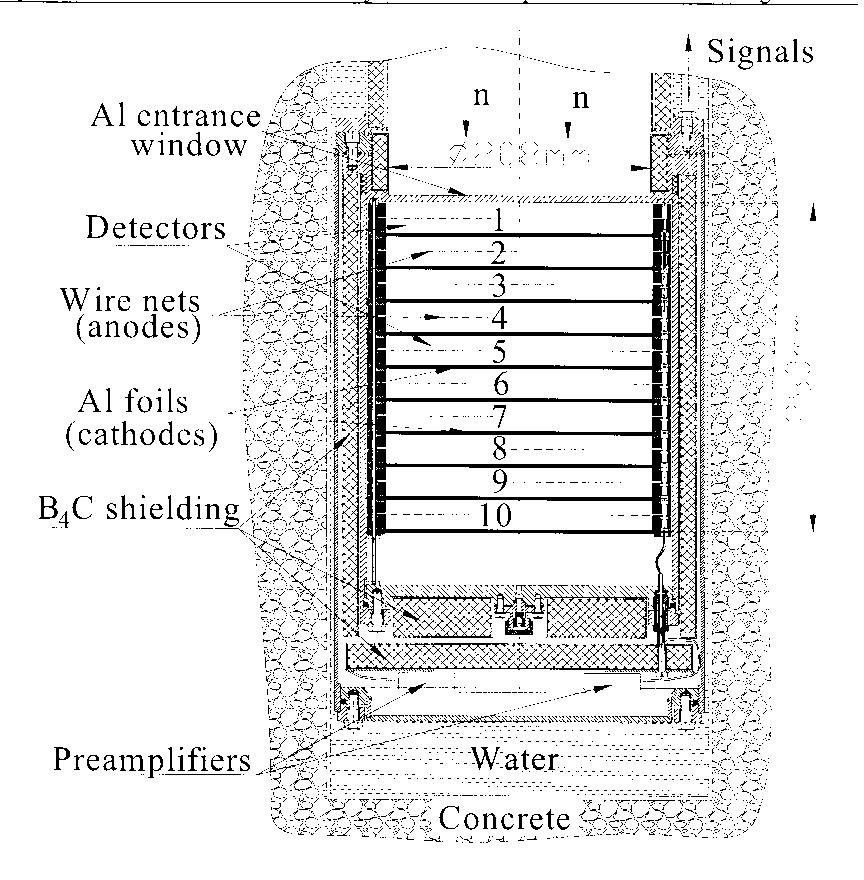 Signals
n n
Al entrance
window
Detectors
Wire nets
(anodes)
Al foils
(cathodes)
B4C shielding
Preamplifiers
1
2
3
4
5
6
7
8
9
10
Water
Concrete